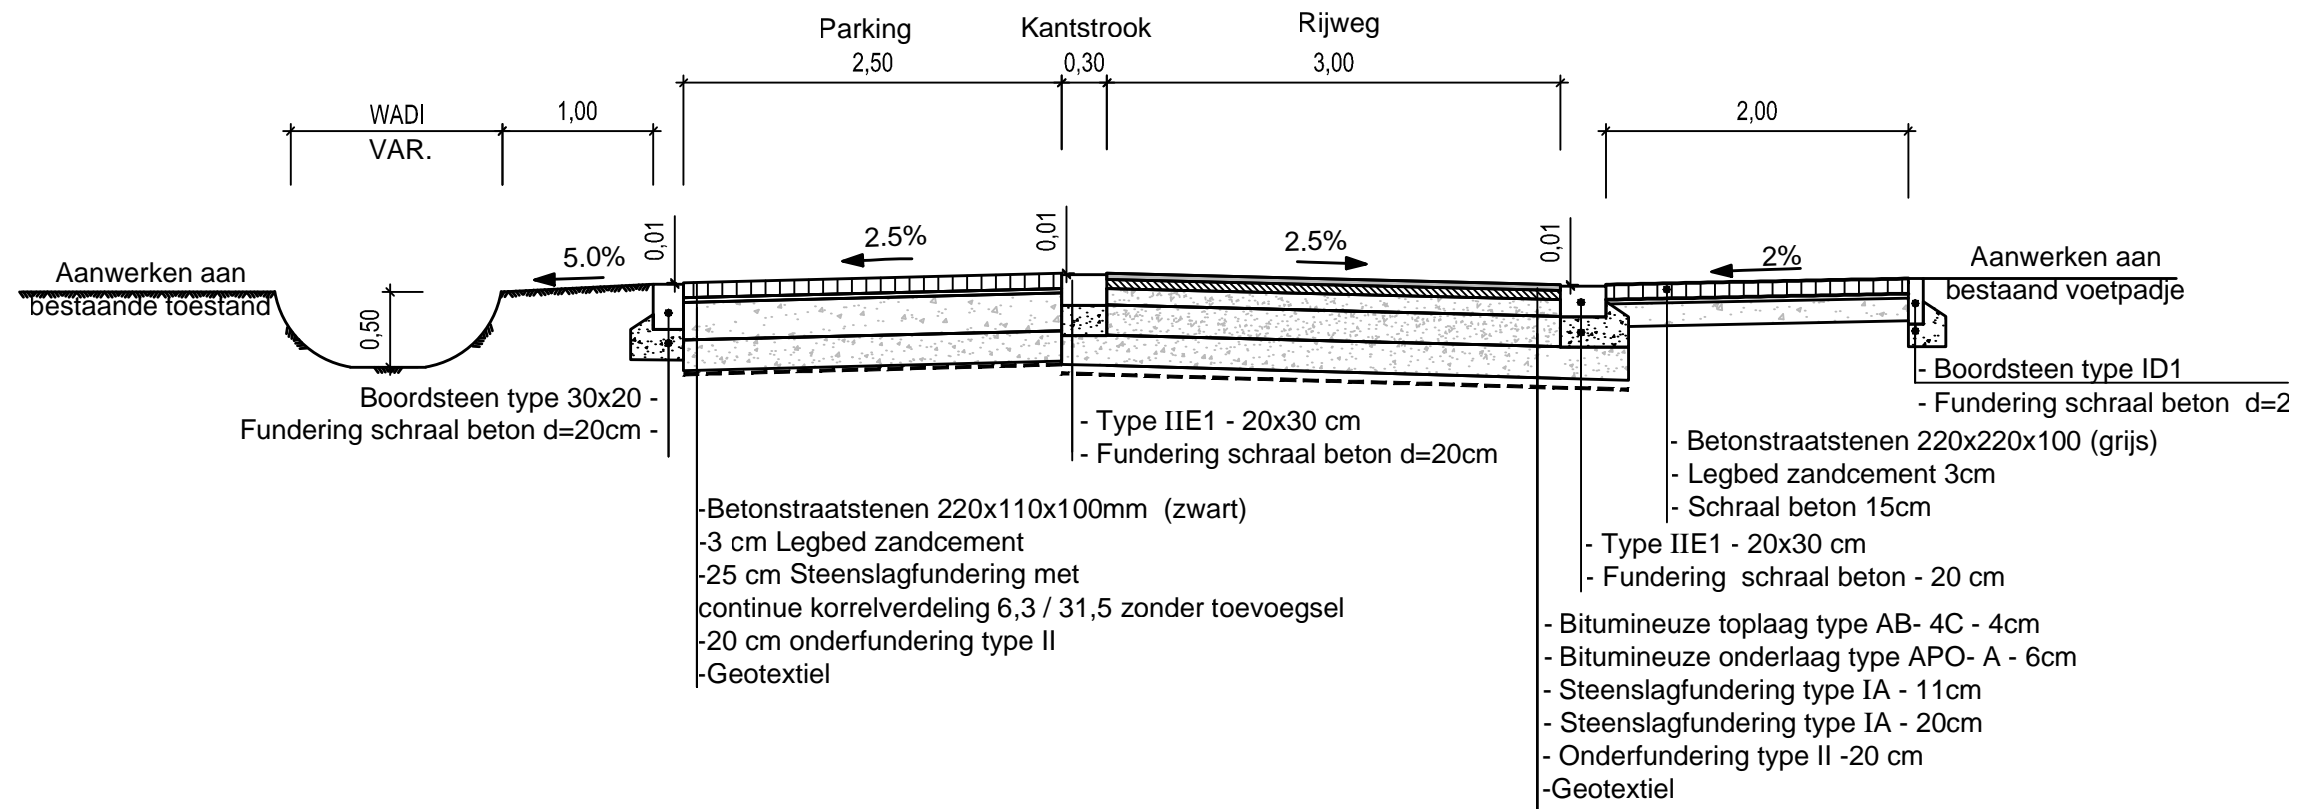 Parking
Kantstrook
Rijweg
2,50
0,30
3,00
WADI
VAR.
1,00
2,00
0,01
0,01
0,01
5.0%
2.5%
2.5%
2%
Aanwerken aan
bestaande toestand
Aanwerken aan
bestaand voetpadje
0,50
Boordsteen type 30x20 -
Fundering schraal beton d=20cm -
- Type IIE1 - 20x30 cm
- Fundering schraal beton d=20cm
- Boordsteen type ID1
- Fundering schraal beton d=2
- Betonstraatstenen 220x220x100 (grijs)
- Legbed zandcement 3cm
- Schraal beton 15cm
-Betonstraatstenen 220x110x100mm (zwart)
-3 cm Legbed zandcement
-25 cm Steenslagfundering met
continue korrelverdeling 6,3 / 31,5 zonder toevoegsel
-20 cm onderfundering type II
-Geotextiel
- Type IIE1 - 20x30 cm
- Fundering schraal beton - 20 cm
- Bitumineuze toplaag type AB- 4C - 4cm
- Bitumineuze onderlaag type APO- A - 6cm
- Steenslagfundering type IA - 11cm
- Steenslagfundering type IA - 20cm
- Onderfundering type II -20 cm
-Geotextiel